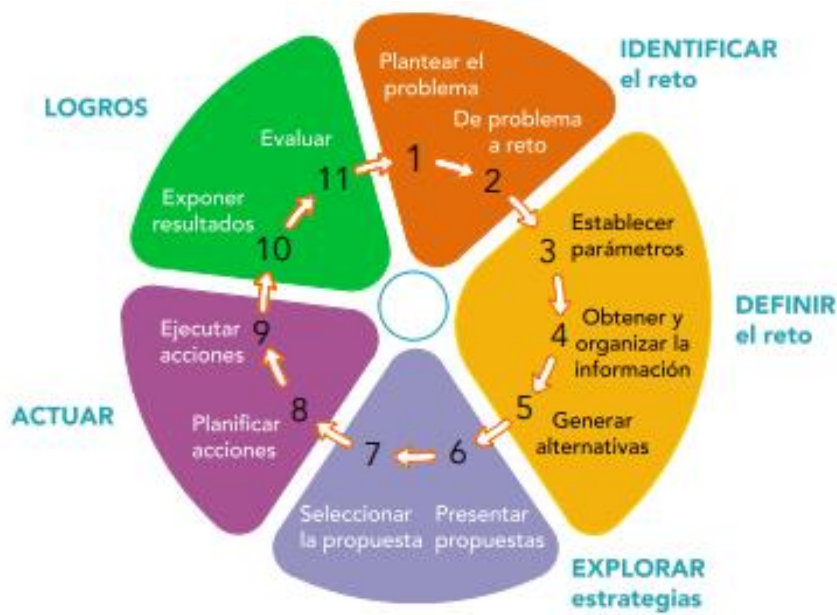 IDENTIFICAR
el reto
Plantear el
problema
1
De problema
a reto
2
DEFINIR
el reto
3
Establecer
parámetros
4
Obtener y
organizar la
información
5
Generar
alternativas
EXPLORAR
estrategias
6
Presentar
propuestas
7
Seleccionar
la propuesta
ACTUAR
8
Planificar
acciones
9
Ejecutar
acciones
LOGROS
10
Exponer
resultados
11
Evaluar